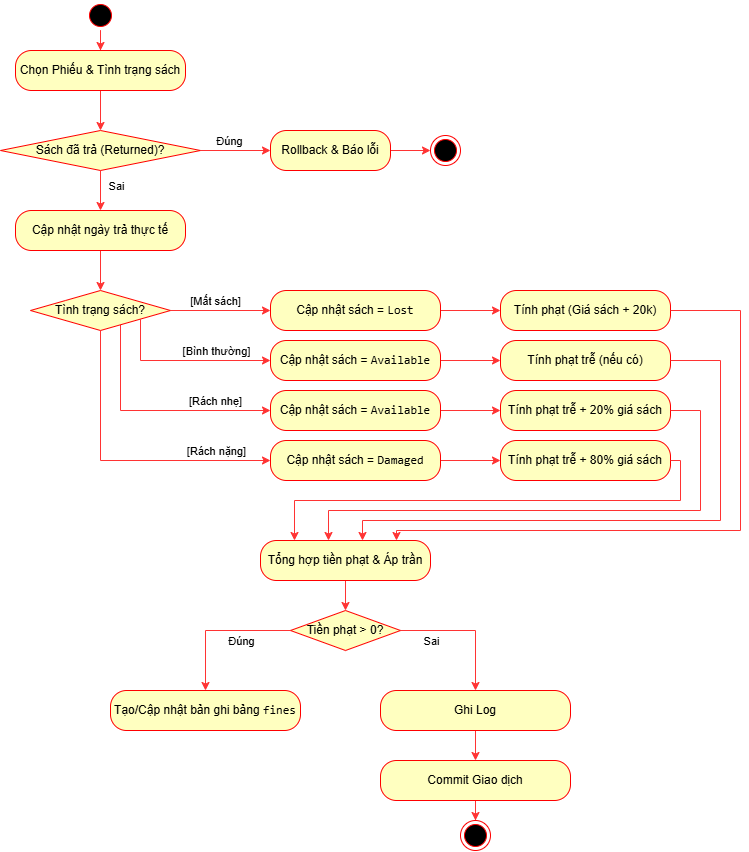 Chọn Phiếu & Tình trạng sách
Sách đã trả (Returned)?
Đúng
Rollback & Báo lỗi
Sai
Cập nhật ngày trả thực tế
Tình trạng sách?
[Mất sách]
Cập nhật sách = Lost
Tính phạt (Giá sách + 20k)
[Bình thường]
Cập nhật sách = Available
Tính phạt trễ (nếu có)
[Rách nhẹ]
Cập nhật sách = Available
Tính phạt trễ + 20% giá sách
[Rách nặng]
Cập nhật sách = Damaged
Tính phạt trễ + 80% giá sách
Tổng hợp tiền phạt & Áp trần
Tiền phạt > 0?
Đúng
Sai
Tạo/Cập nhật bản ghi bảng fines
Ghi Log
Commit Giao dịch